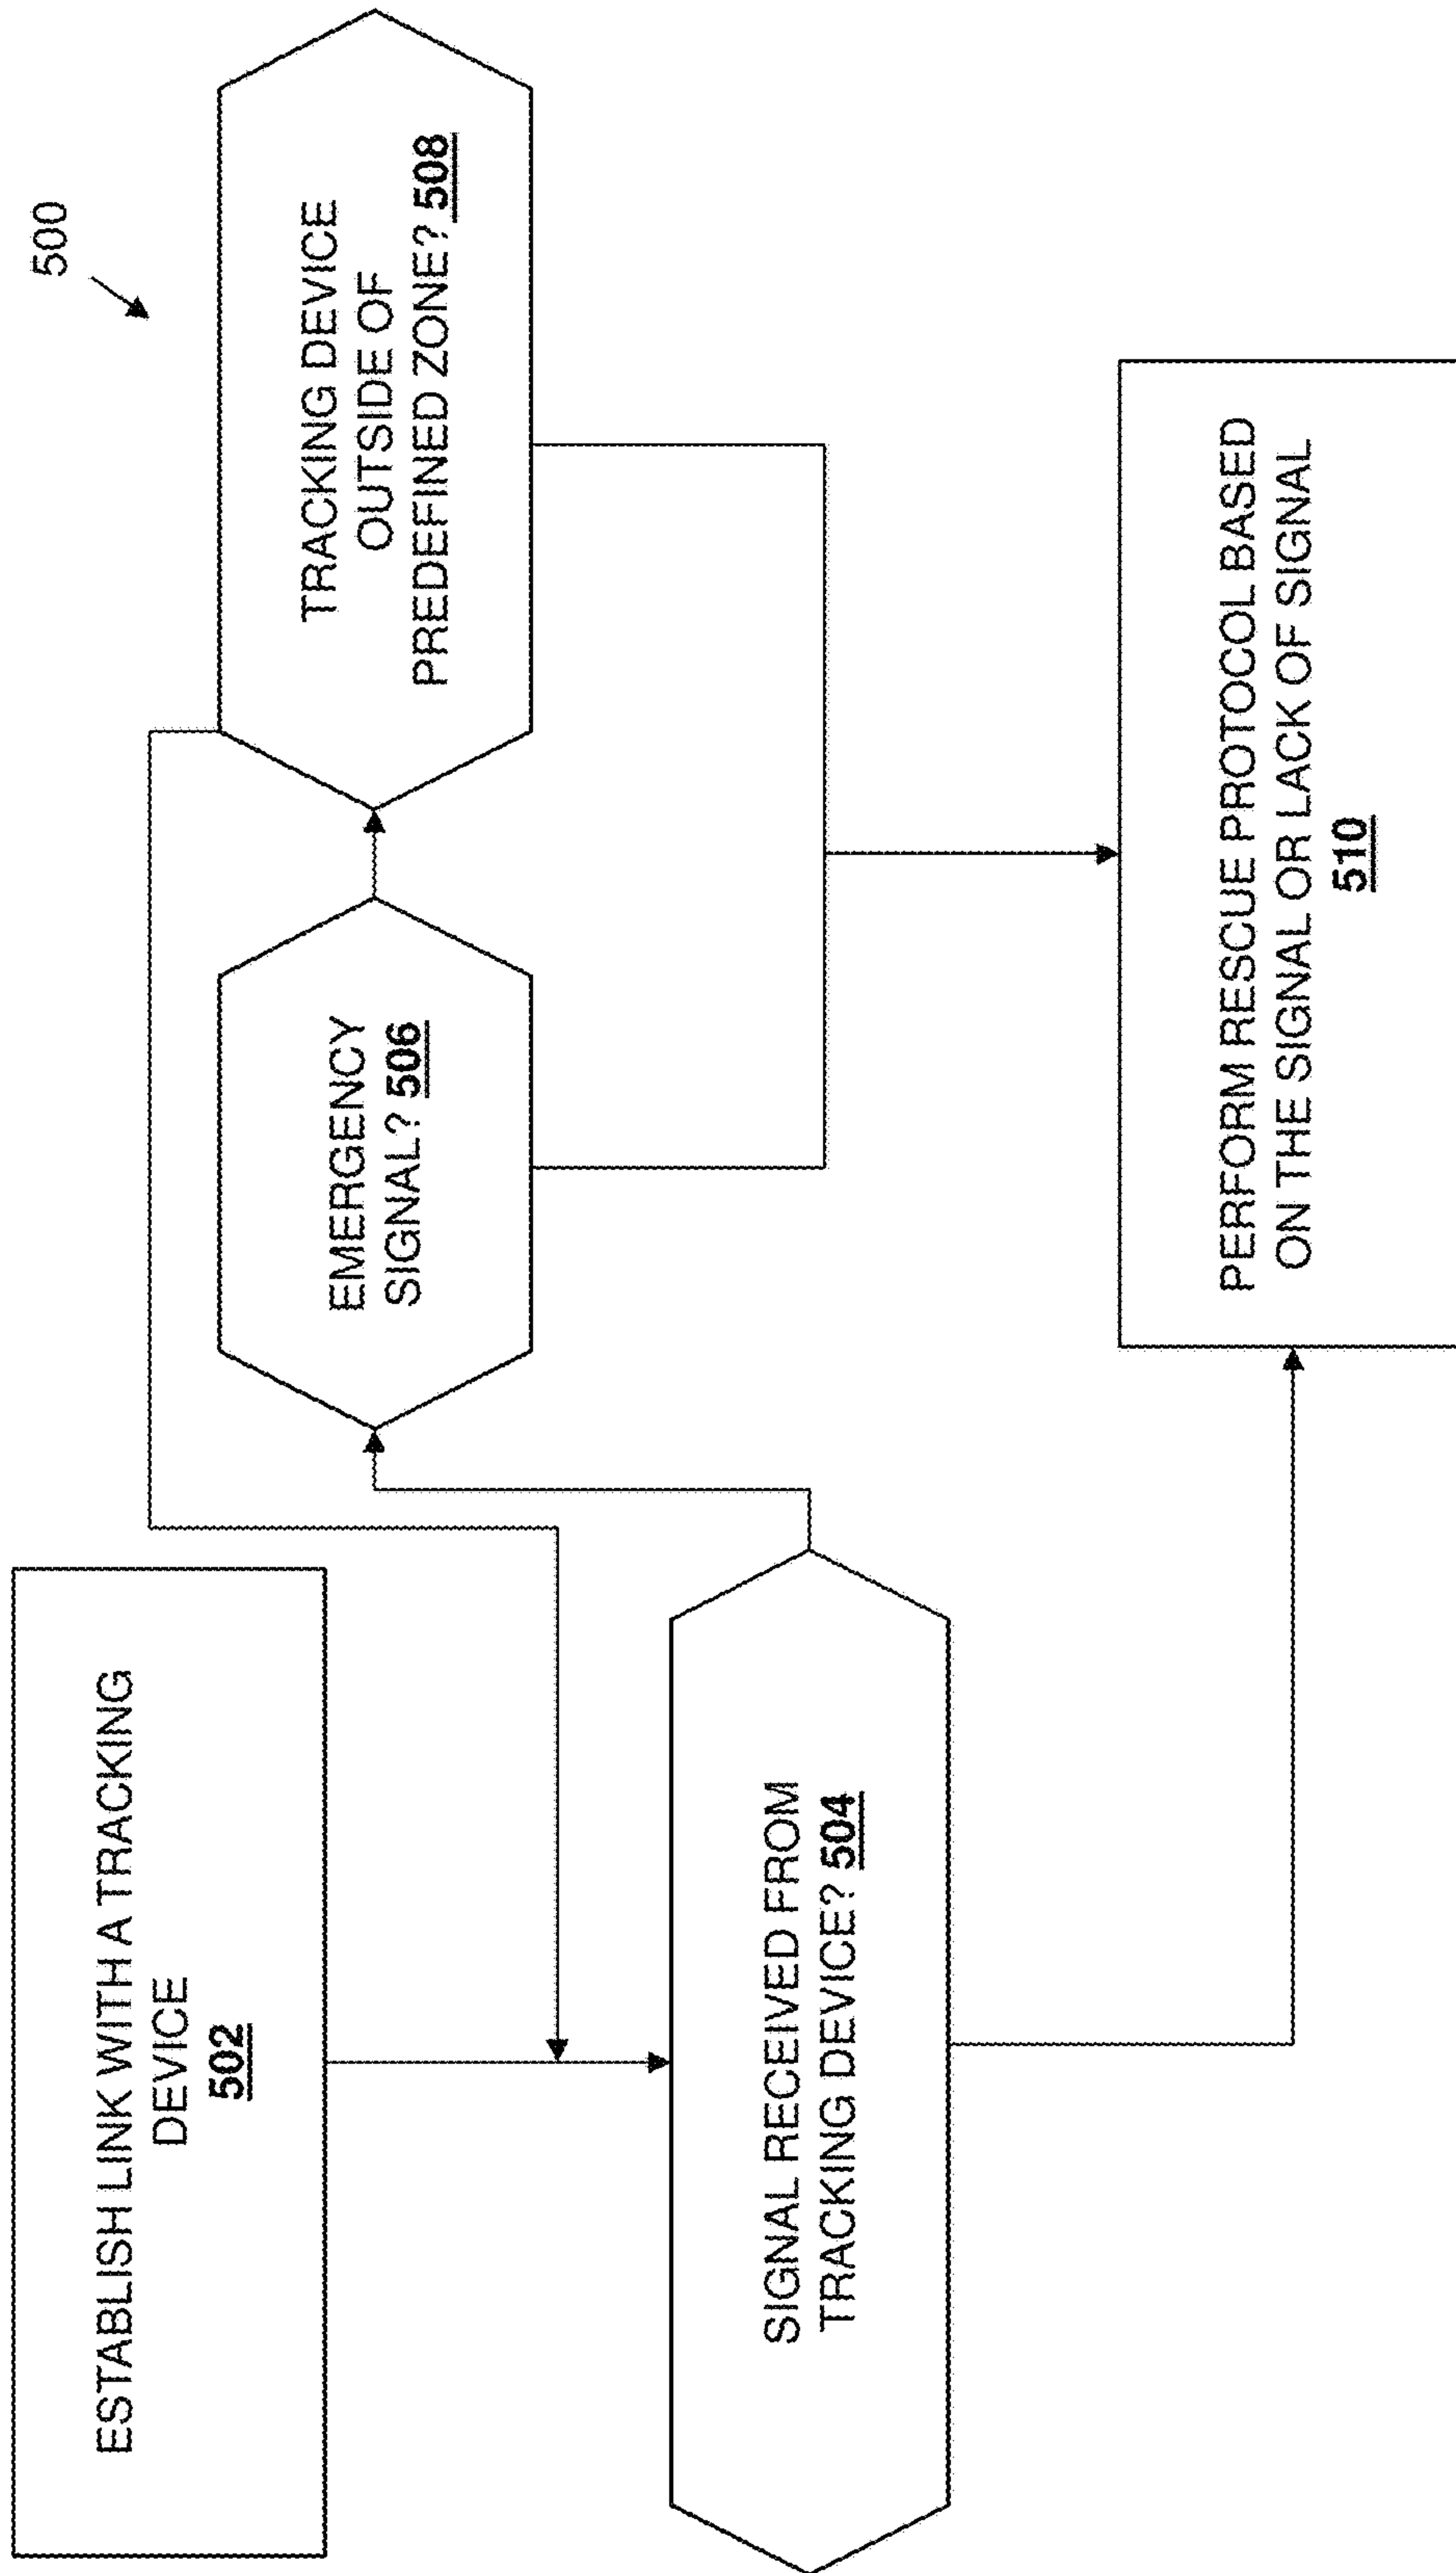 500
ESTABLISH LINK WITH A TRACKING
DEVICE
502
SIGNAL RECEIVED FROM
TRACKING DEVICE? 504
EMERGENCY
SIGNAL? 506
TRACKING DEVICE
OUTSIDE OF
PREDEFINED ZONE? 508
PERFORM RESCUE PROTOCOL BASED
ON THE SIGNAL OR LACK OF SIGNAL
510